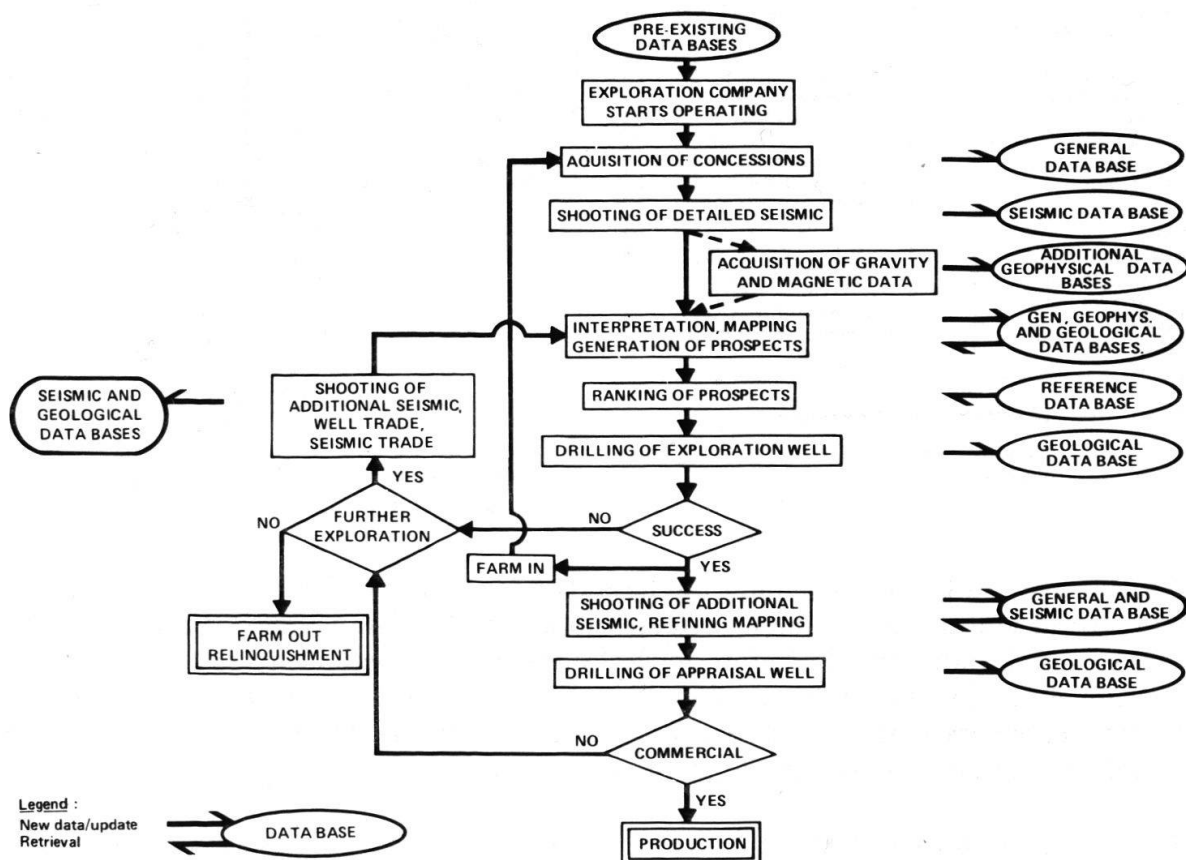 PRE-EXISTING
DATA BASES
EXPLORATION COMPANY
STARTS OPERATING
AQUISITION OF CONCESSIONS
GENERAL
DATA BASE
SHOOTING OF DETAILED SEISMIC
SEISMIC DATA BASE
ACQUISITION OF GRAVITY
AND MAGNETIC DATA
ADDITIONAL
GEOPHYSICAL DATA
BASES
INTERPRETATION, MAPPING
GENERATION OF PROSPECTS
GEN, GEOPHYS.
AND GEOLOGICAL
DATA BASES.
SEISMIC AND
GEOLOGICAL
DATA BASES
SHOOTING OF
ADDITIONAL SEISMIC,
WELL TRADE,
SEISMIC TRADE
RANKING OF PROSPECTS
REFERENCE
DATA BASE
DRILLING OF EXPLORATION WELL
GEOLOGICAL
DATA BASE
YES
NO
FURTHER
EXPLORATION
NO
SUCCESS
YES
FARM IN
FARM OUT
RELINQUISHMENT
SHOOTING OF ADDITIONAL
SEISMIC, REFINING MAPPING
GENERAL AND
SEISMIC DATA BASE
DRILLING OF APPRAISAL WELL
GEOLOGICAL
DATA BASE
NO
COMMERCIAL
YES
PRODUCTION
Legend :
New data/update
Retrieval
DATA BASE